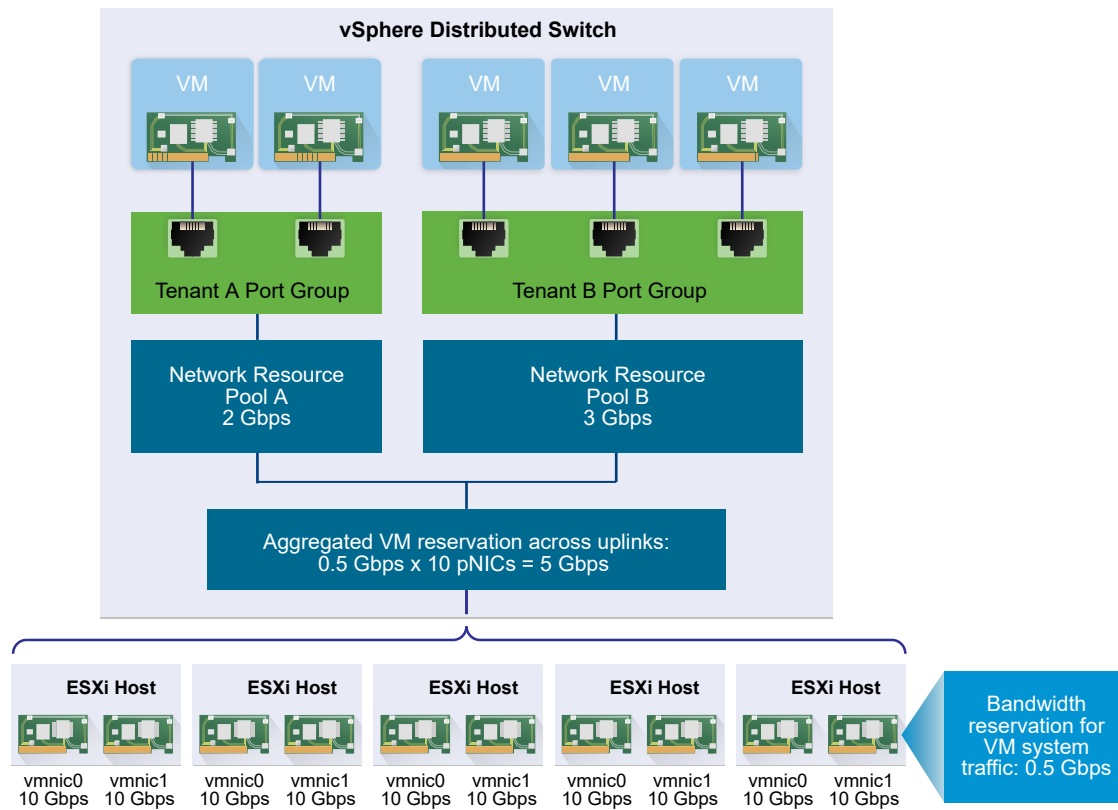 vSphere Distributed Switch
VM
VM
VM
VM
VM
Tenant A Port Group
Tenant B Port Group
Network Resource
Pool A
2 Gbps
Network Resource
Pool B
3 Gbps
Aggregated VM reservation across uplinks:
0.5 Gbps x 10 pNICs = 5 Gbps
ESXi Host
ESXi Host
ESXi Host
ESXi Host
ESXi Host
vmnic0
10 Gbps
vmnic1
10 Gbps
vmnic0
10 Gbps
vmnic1
10 Gbps
vmnic0
10 Gbps
vmnic1
10 Gbps
vmnic0
10 Gbps
vmnic1
10 Gbps
vmnic0
10 Gbps
vmnic1
10 Gbps
Bandwidth
reservation for
VM system
traffic: 0.5 Gbps